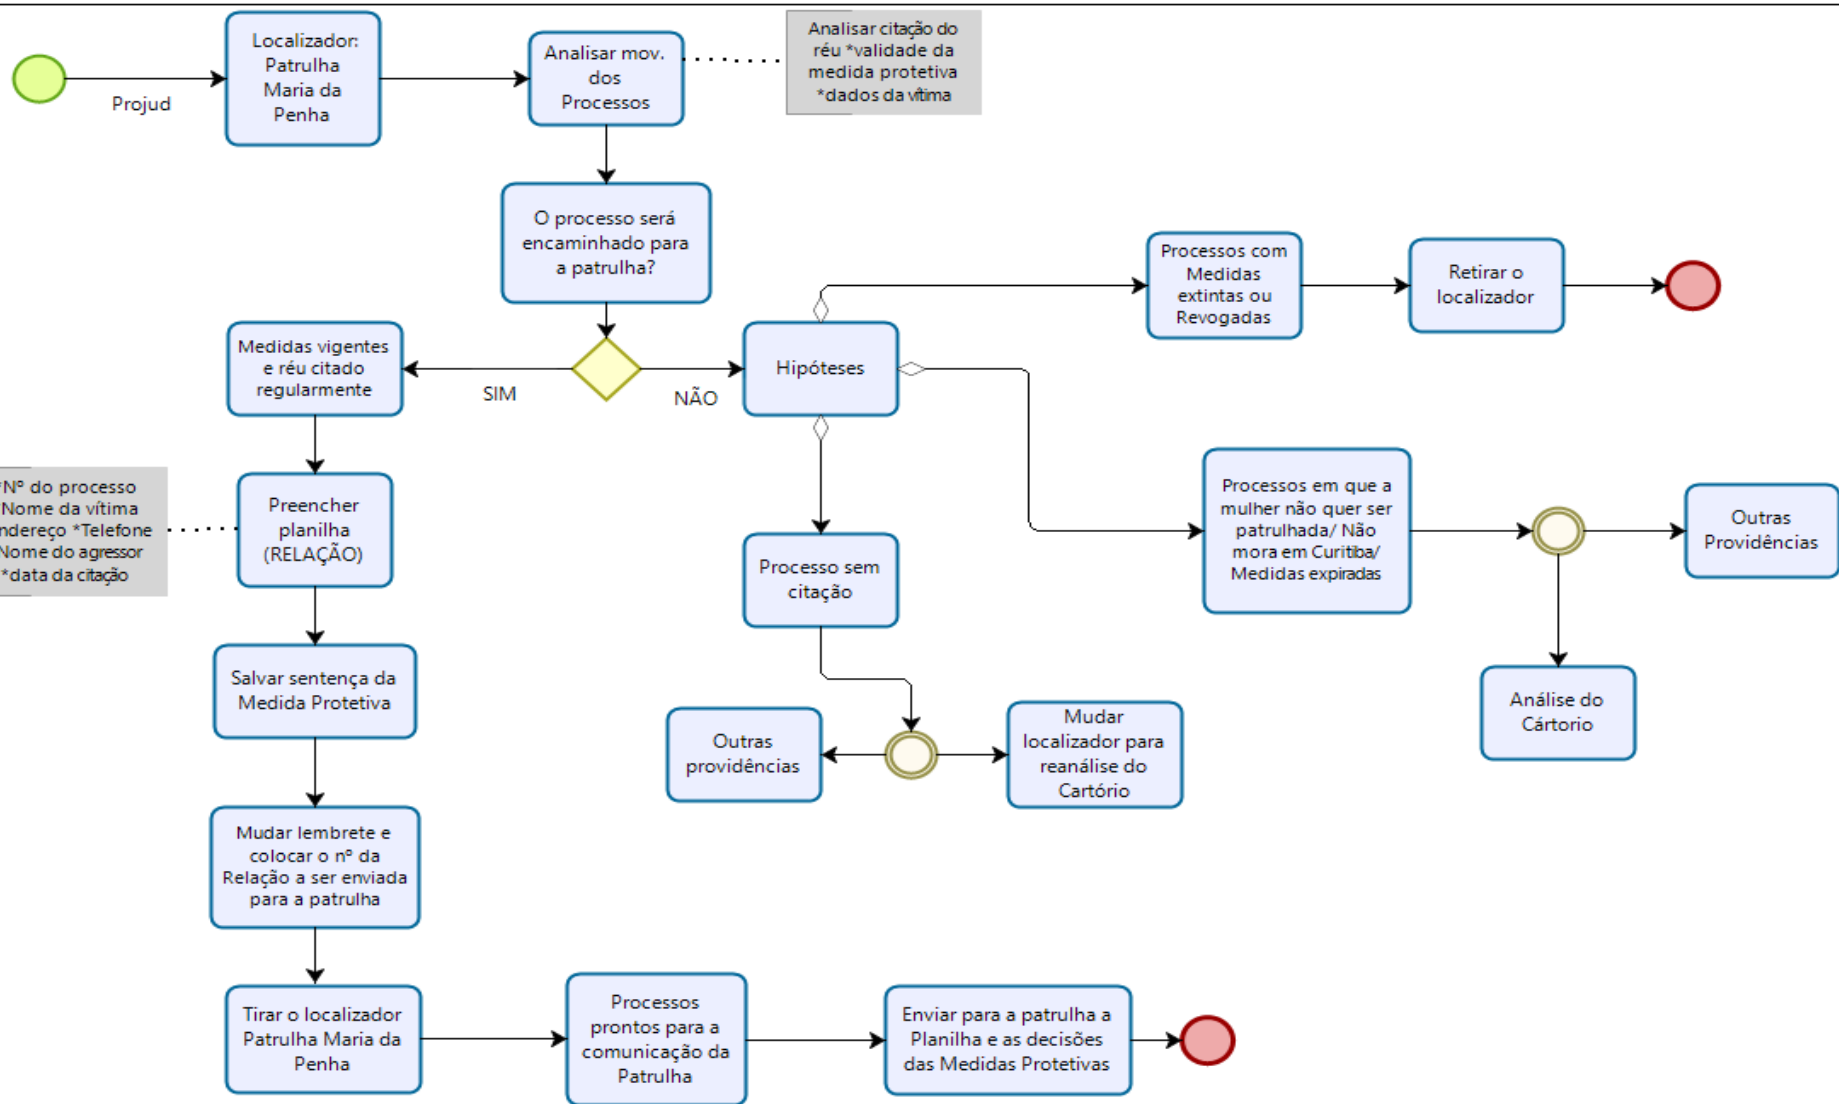 Projud
Localizador:
Patrulha
Maria da
Penha
Analisar mov.
dos
Processos
Analisar citação do
réu *validade da
medida protetiva
*dados da vítima
O processo será
encaminhado para
a patrulha?
SIM
NÃO
Medidas vigentes
e réu citado
regularmente
Hipóteses
Processos com
Medidas
extintas ou
Revogadas
Retirar o
localizador
*Nº do processo
*Nome da vítima
*Telefone
Nome do agressor
*data da citação
Preencher
planilha
(RELAÇÃO)
Processo sem
citação
Processos em que a
mulher não quer ser
patrulhada/ Não
mora em Curitiba/
Medidas expiradas
Outras
Providências
Salvar sentença da
Medida Protetiva
Outras
providências
Mudar
localizador para
reanálise do
Cartório
Análise do
Cártorio
Mudar lembrete e
colocar o nº da
Relação a ser enviada
para a patrulha
Tirar o localizador
Patrulha Maria da
Penha
Processos
prontos para a
comunicação da
Patrulha
Enviar para a patrulha a
Planilha e as decisões
das Medidas Protetivas